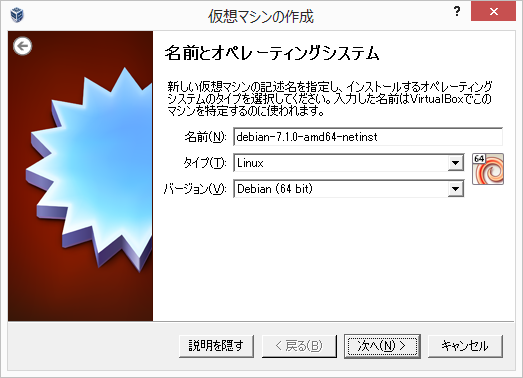 仮想マシンの作成
?
名前とオペレーティングシステム
新しい仮想マシンの記述名を指定し、インストールするオペレーティング
システムのタイプを選択してください。入力した名前はVirtualBoxでこの
マシンを特定するのに使われます。
名前(N): debian-7.1.0-amd64-netinst
タイプ(T): Linux
64
バージョン(V): Debian (64 bit)
説明を隠す < 戻る(B) 次へ(N) > キャンセル